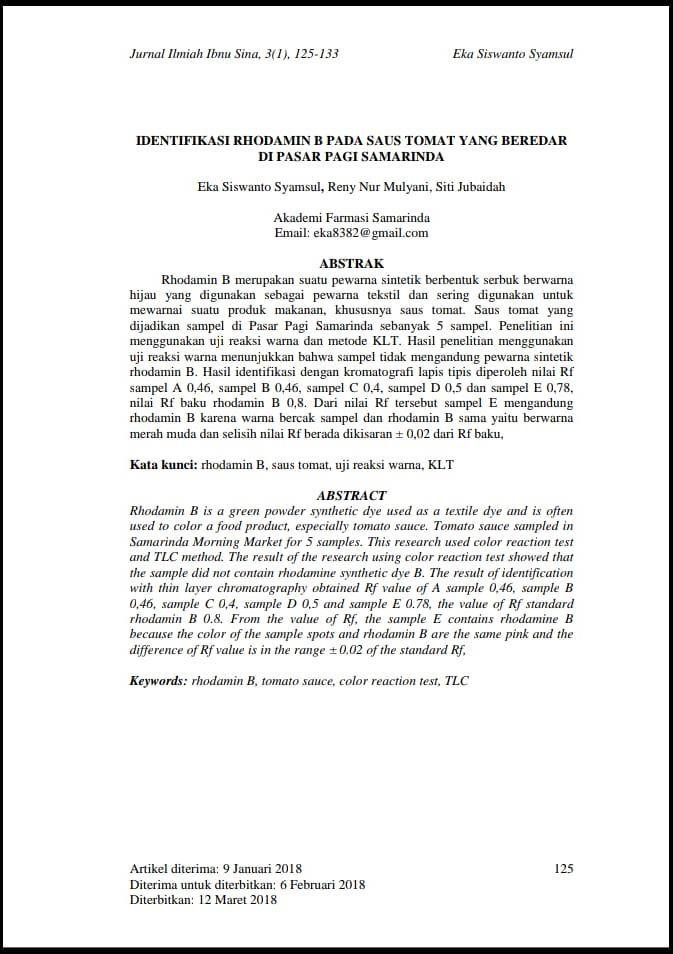 Jurnal Ilmiah Ibnu Sina, 3(1), 125-133 Eka Siswanto Syamsul
IDENTIFIKASI RHODAMIN B PADA SAUS TOMAT YANG BEREDAR
DI PASAR PAGI SAMARINDA
Eka Siswanto Syamsul, Reny Nur Mulyani, Siti Jubaidah
Akademi Farmasi Samarinda
Email: eka8382@gmail.com
ABSTRAK
Rhodamin B merupakan suatu pewarna sintetik berbentuk serbuk berwarna
hijau yang digunakan sebagai pewarna tekstil dan sering digunakan untuk
mewarnai suatu produk makanan, khususnya saus tomat. Saus tomat yang
dijadikan sampel di Pasar Pagi Samarinda sebanyak 5 sampel. Penelitian ini
menggunakan uji reaksi warna dan metode KLT. Hasil penelitian menggunakan
uji reaksi warna menunjukkan bahwa sampel tidak mengandung pewarna sintetik
rhodamin B. Hasil identifikasi dengan kromatografi lapis tipis diperoleh nilai Rf
sampel A 0,46, sampel B 0,46, sampel C 0,4, sampel D 0,5 dan sampel E 0,78,
nilai Rf baku rhodamin B 0,8. Dari nilai Rf tersebut sampel E mengandung
rhodamin B karena warna bercak sampel dan rhodamin B sama yaitu berwarna
merah muda dan selisih nilai Rf berada dikisaran ± 0,02 dari Rf baku,
Kata kunci: rhodamin B, saus tomat, uji reaksi warna, KLT
ABSTRACT
Rhodamin B is a green powder synthetic dye used as a textile dye and is often
used to color a food product, especially tomato sauce. Tomato sauce sampled in
Samarinda Morning Market for 5 samples. This research used color reaction test
and TLC method. The result of the research using color reaction test showed that
the sample did not contain rhodamine synthetic dye B. The result of identification
with thin layer chromatography obtained Rf value of A sample 0,46, sample B
0,46, sample C 0,4, sample D 0,5 and sample E 0.78, the value of Rf standard
rhodamin B 0.8. From the value of Rf, the sample E contains rhodamine B
because the color of the sample spots and rhodamin B are the same pink and the
difference of Rf value is in the range ±0.02 of the standard Rf,
Keywords: rhodamin B, tomato sauce, color reaction test, TLC
Artikel diterima: 9 Januari 2018 125
Diterima untuk diterbitkan: 6 Februari 2018
Diterbitkan: 12 Maret 2018